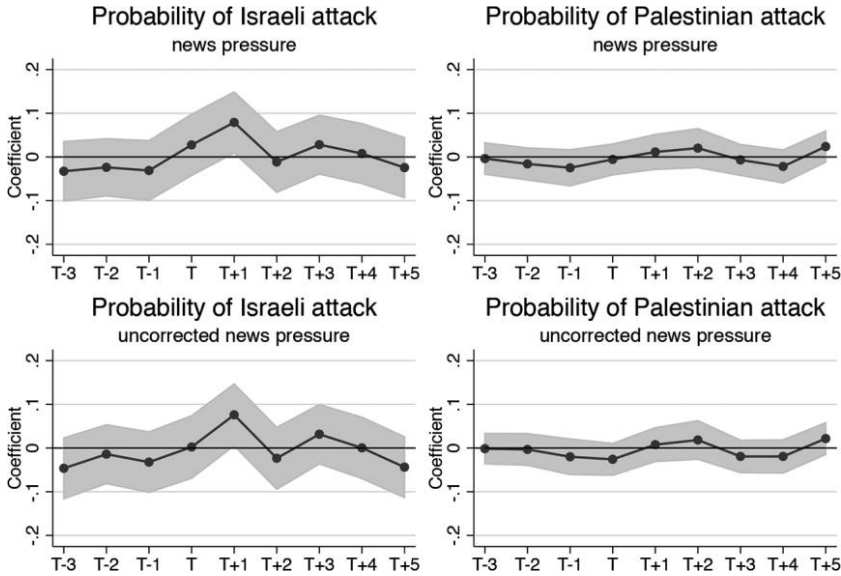 Probability of Israeli attack
news pressure
Coefficient
.2
.1
0
-.1
-.2
T-3 T-2 T-1 T T+1 T+2 T+3 T+4 T+5
Probability of Palestinian attack
news pressure
Coefficient
.2
.1
0
-.1
-.2
T-3 T-2 T-1 T T+1 T+2 T+3 T+4 T+5
Probability of Israeli attack
uncorrected news pressure
Coefficient
.2
.1
0
-.1
-.2
T-3 T-2 T-1 T T+1 T+2 T+3 T+4 T+5
Probability of Palestinian attack
uncorrected news pressure
Coefficient
.2
.1
0
-.1
-.2
T-3 T-2 T-1 T T+1 T+2 T+3 T+4 T+5